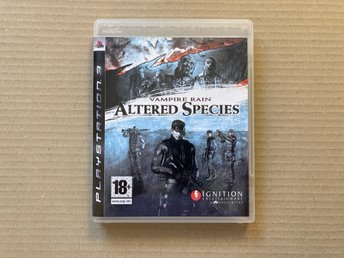 PLAYSTATION 3
VAMPIRE RAIN
ALTERED SPECIES
18+
www.pegi.info
IGNITION
entertainment